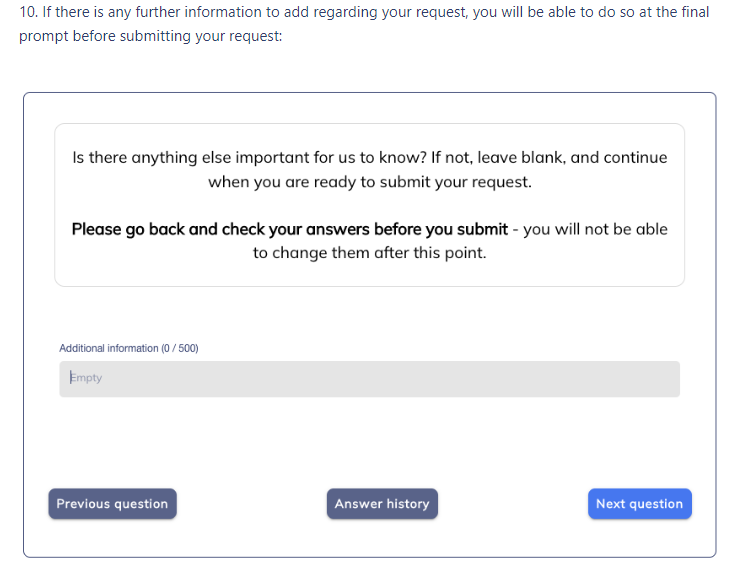 10. If there is any further information to add regarding your request, you will be able to do so at the final
prompt before submitting your request:
Is there anything else important for us to know? If not, leave blank, and continue
when you are ready to submit your request.
Please go back and check your answers before you submit - you will not be able
to change them after this point.
Additional information (0 / 500)
Empty
Previous question
Answer history
Next question